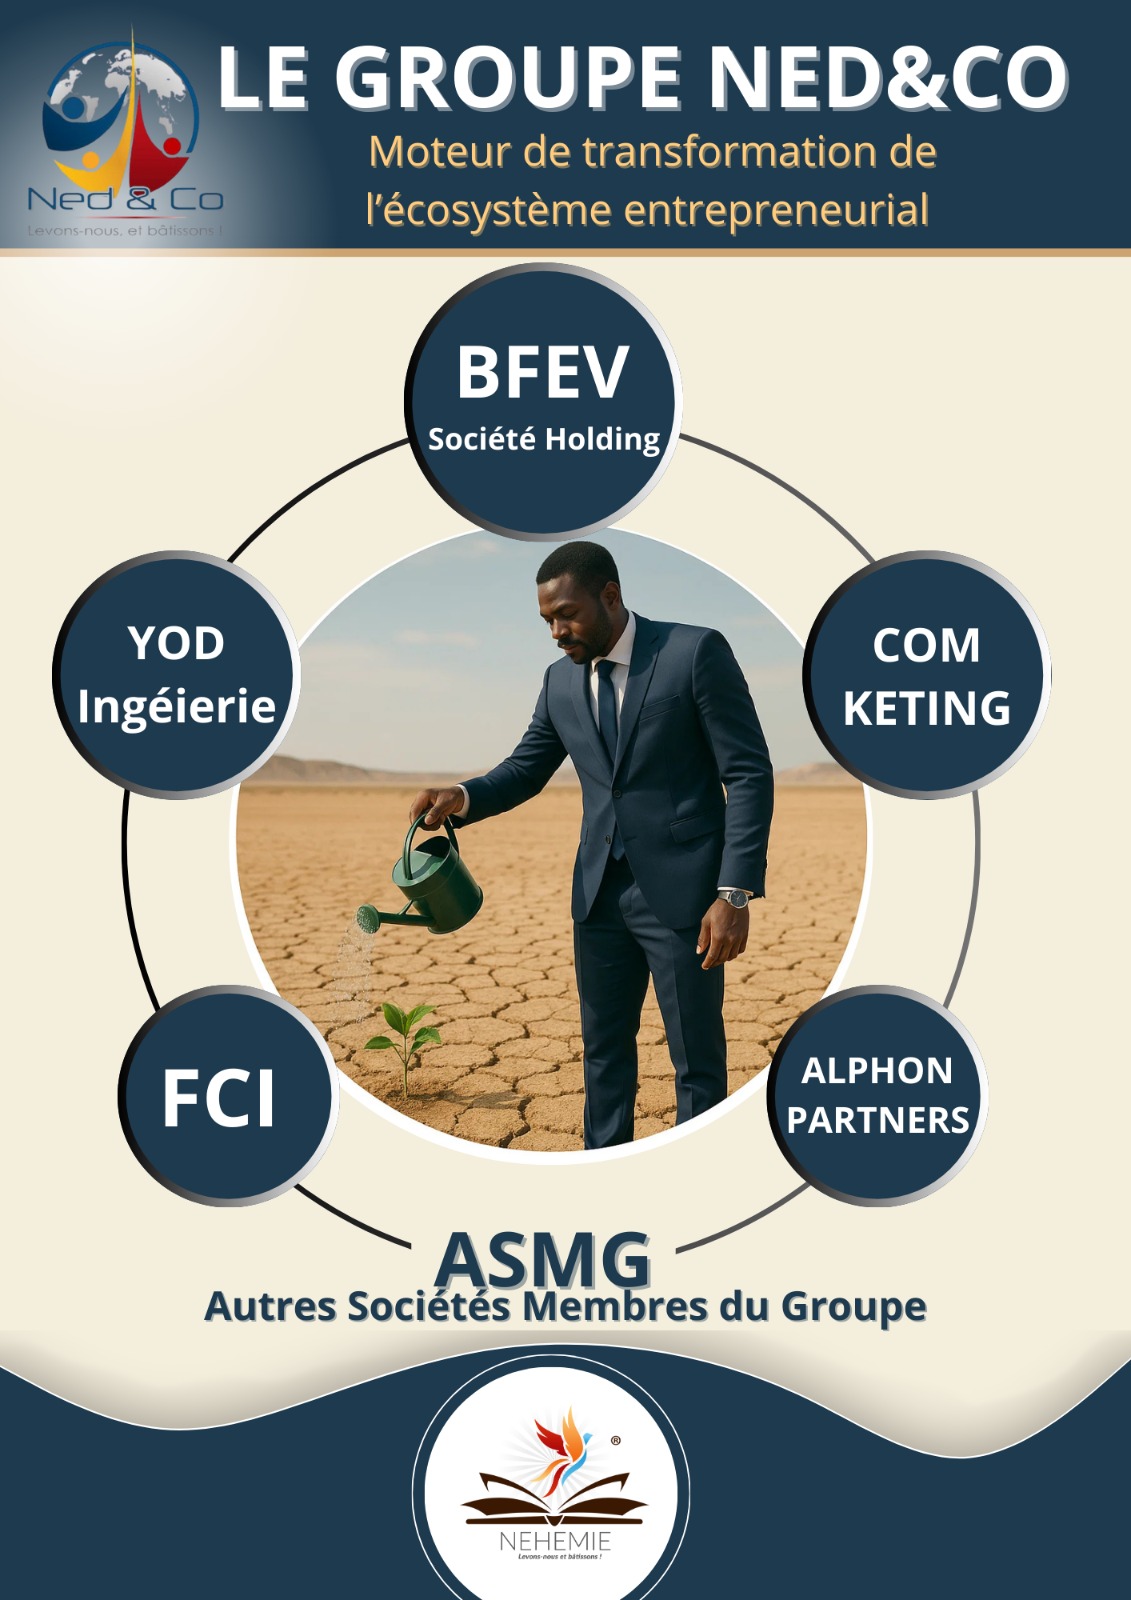 LE GROUPE NED&CO
Moteur de transformation de
l'écosystème entrepreneurial
Ned & Co
Levons-nous, et bâtissons !
BFEV
Société Holding
YOD
Ingéierie
COM
KETING
FCI
ALPHON
PARTNERS
ASMG
Autres Sociétés Membres du Groupe
®
NEHEMIE
Levons-nous et bâtissons !